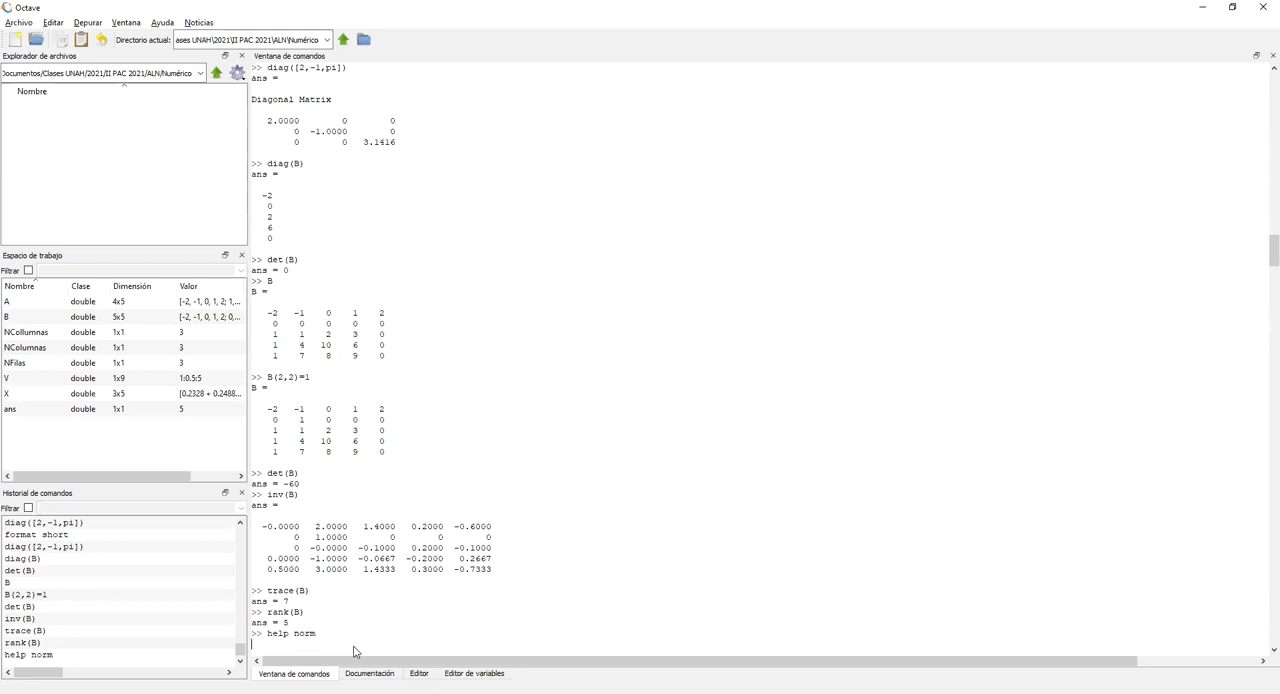 Octave
Archivo Editar Depurar Ventana Ayuda Noticias
Directorio actual: ases UNAH\2021\II PAC 2021\ALN\Numérico
Explorador de archivos
Documentos/Clases UNAH/2021/II PAC 2021/ALN/Numérico
Nombre
Espacio de trabajo
Filtrar
Nombre Clase Dimensión Valor
A double 4x5 [-2, -1, 0, 1, 2; 1,...
B double 5x5 [-2, -1, 0, 1, 2; 0,...
NCollumnas double 1x1 3
NColumnas double 1x1 3
NFilas double 1x1 3
V double 1x9 1:0.5:5
X double 3x5 [0.2328 + 0.2488...
ans double 1x1 5
Historial de comandos
Filtrar
diag([2,-1,pi])
format short
diag([2,-1,pi])
diag(B)
det(B)
B
B(2,2)=1
det(B)
inv(B)
trace(B)
rank(B)
help norm
Ventana de comandos
>> diag([2,-1,pi])
ans =
Diagonal Matrix
2.0000 0 0
0 -1.0000 0
0 0 3.1416
>> diag(B)
ans =
-2
0
2
6
0
>> det(B)
ans = 0
>> B
B =
-2 -1 0 1 2
0 0 0 0 0
1 1 2 3 0
1 4 10 6 0
1 7 8 9 0
>> B(2,2)=1
B =
-2 -1 0 1 2
0 1 0 0 0
1 1 2 3 0
1 4 10 6 0
1 7 8 9 0
>> det(B)
ans = -60
>> inv(B)
ans =
-0.0000 2.0000 1.4000 0.2000 -0.6000
0 1.0000 0 0 0
0 -0.0000 -0.1000 0.2000 -0.1000
0.0000 -1.0000 -0.0667 -0.2000 0.2667
0.5000 3.0000 1.4333 0.3000 -0.7333
>> trace(B)
ans = 7
>> rank(B)
ans = 5
>> help norm
Ventana de comandos Documentación Editor Editor de variables